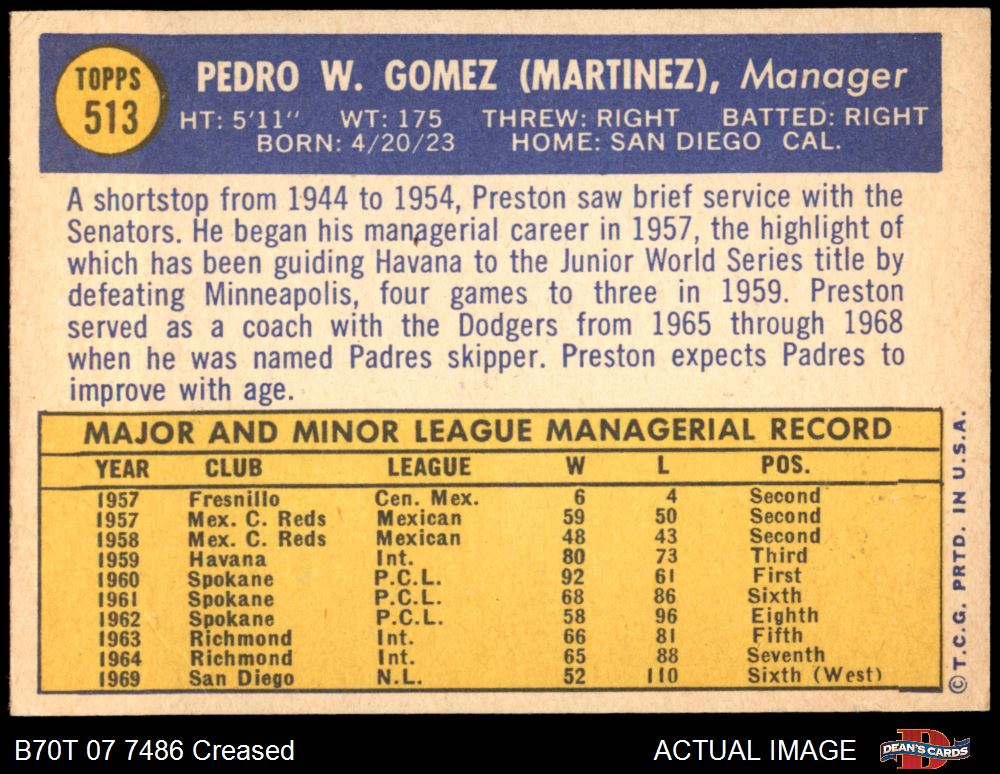 TOPPS
513
PEDRO W. GOMEZ (MARTINEZ), Manager
HT: 5'11" WT: 175 THREW: RIGHT BATTED: RIGHT
BORN: 4/20/23 HOME: SAN DIEGO CAL.
A shortstop from 1944 to 1954, Preston saw brief service with the
Senators. He began his managerial career in 1957, the highlight of
which has been guiding Havana to the Junior World Series title by
defeating Minneapolis, four games to three in 1959. Preston
served as a coach with the Dodgers from 1965 through 1968
when he was named Padres skipper. Preston expects Padres to
improve with age.
MAJOR AND MINOR LEAGUE MANAGERIAL RECORD
YEAR CLUB LEAGUE W L POS.
1957 Fresnillo Cen. Mex. 6 4 Second
1957 Mex. C. Reds Mexican 59 50 Second
1958 Mex. C. Reds Mexican 48 43 Second
1959 Havana Int. 80 73 Third
1960 Spokane P.C.L. 92 61 First
1961 Spokane P.C.L. 68 86 Sixth
1962 Spokane P.C.L. 58 96 Eighth
1963 Richmond Int. 66 81 Fifth
1964 Richmond Int. 65 88 Seventh
1969 San Diego N.L. 52 110 Sixth (West)
©T.C.G. PRTD. IN U.S.A.
B70T 07 7486 Creased
ACTUAL IMAGE
D
DEAN'S CARDS